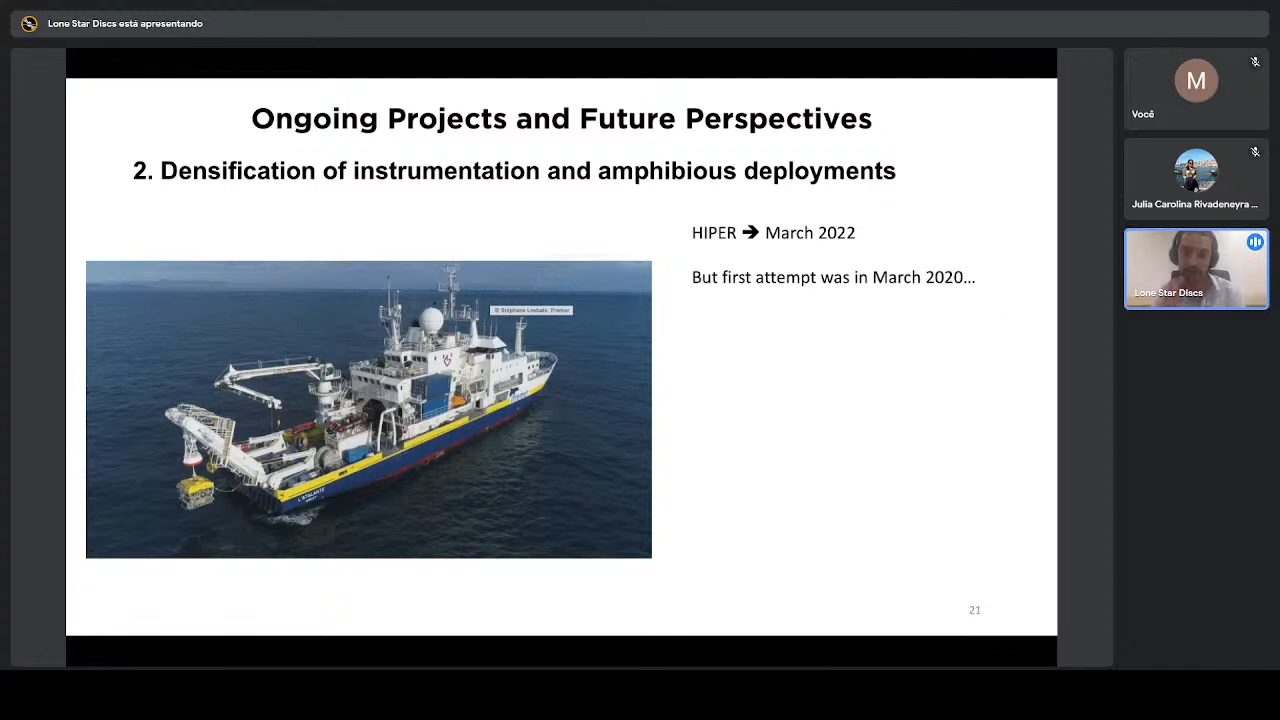 Lone Star Discs está apresentando
Ongoing Projects and Future Perspectives
2. Densification of instrumentation and amphibious deployments
HIPER ➔ March 2022
But first attempt was in March 2020...
L'ATALANTE
21
M
Você
Julia Carolina Rivadeneyra ...
Lone Star Discs